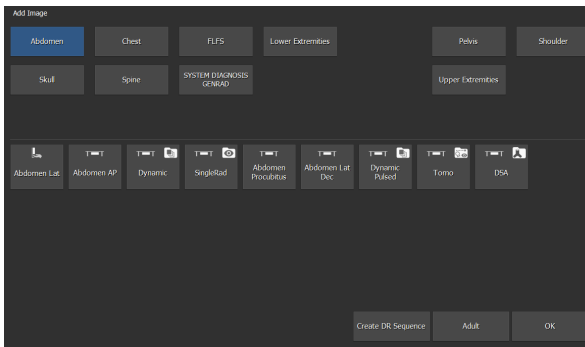 Add Image
Abdomen Chest FLFS Lower Extremities Pelvis Shoulder
Skull Spine SYSTEM DIAGNOSIS GENRAD Upper Extremities
Abdomen Lat Abdomen AP Dynamic SingleRad Abdomen Procubitus Abdomen Lat Dec Dynamic Pulsed Tomo DSA
Create DR Sequence Adult OK